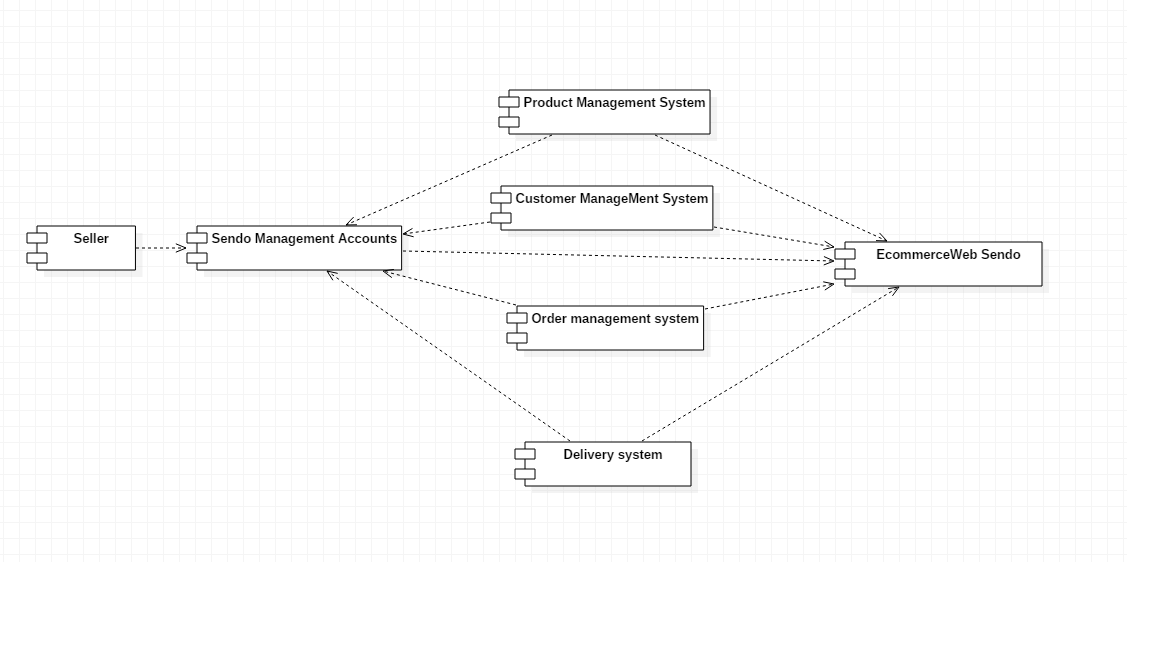 Product Management System
Customer ManageMent System
Seller
Sendo Management Accounts
EcommerceWeb Sendo
Order management system
Delivery system